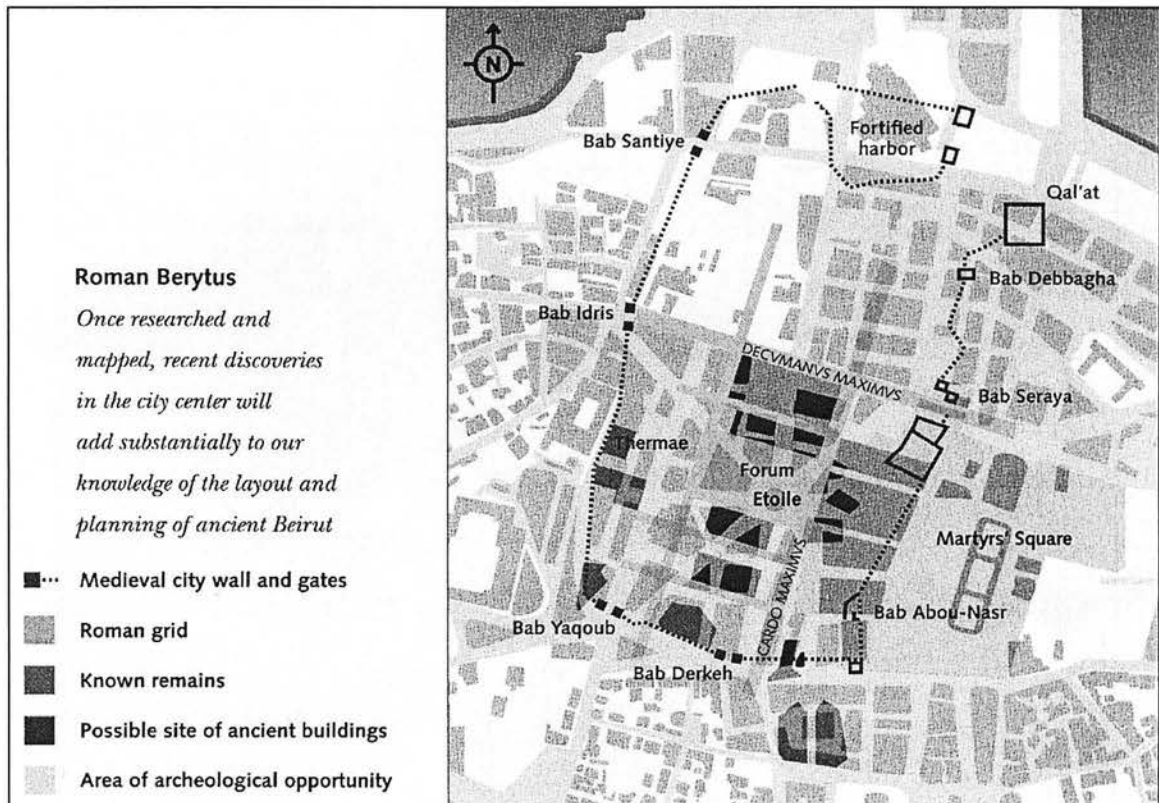 Roman Berytus
Once researched and
mapped, recent discoveries
in the city center will
add substantially to our
knowledge of the layout and
planning of ancient Beirut
Medieval city wall and gates
Roman grid
Known remains
Possible site of ancient buildings
Area of archeological opportunity
N
Bab Santiye
Fortified
harbor
Qal'at
Bab Debbagha
Bab Idris
DECVMANVS MAXIMVS
Bab Seraya
Thermae
Forum
Etoile
Martyrs' Square
CARDO MAXIMVS
Bab Abou-Nasr
Bab Yaqoub
Bab Derkeh